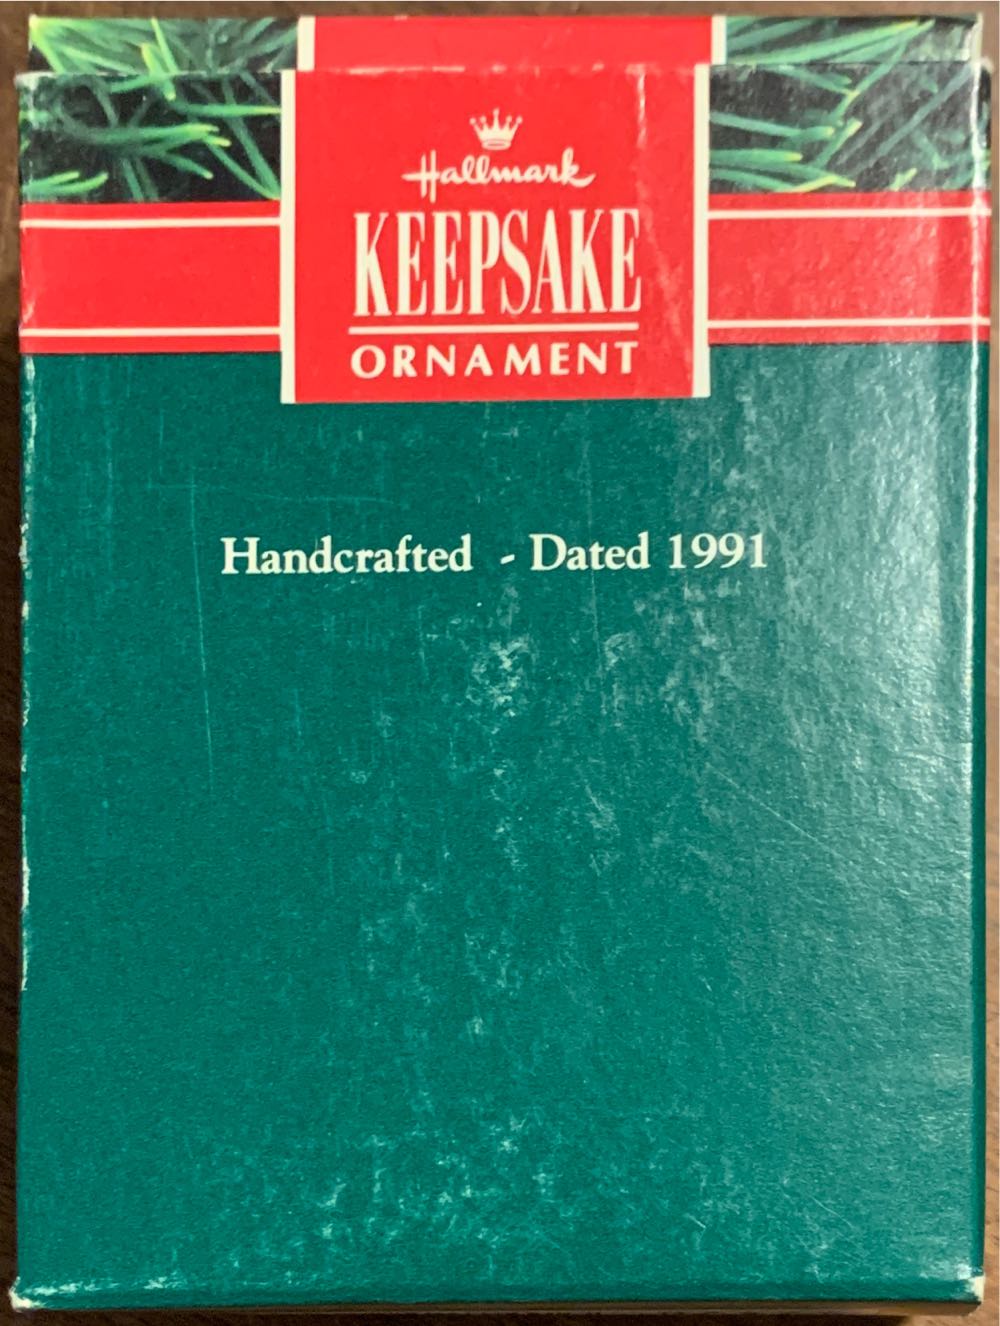 Hallmark
KEEPSAKE
ORNAMENT
Handcrafted - Dated 1991